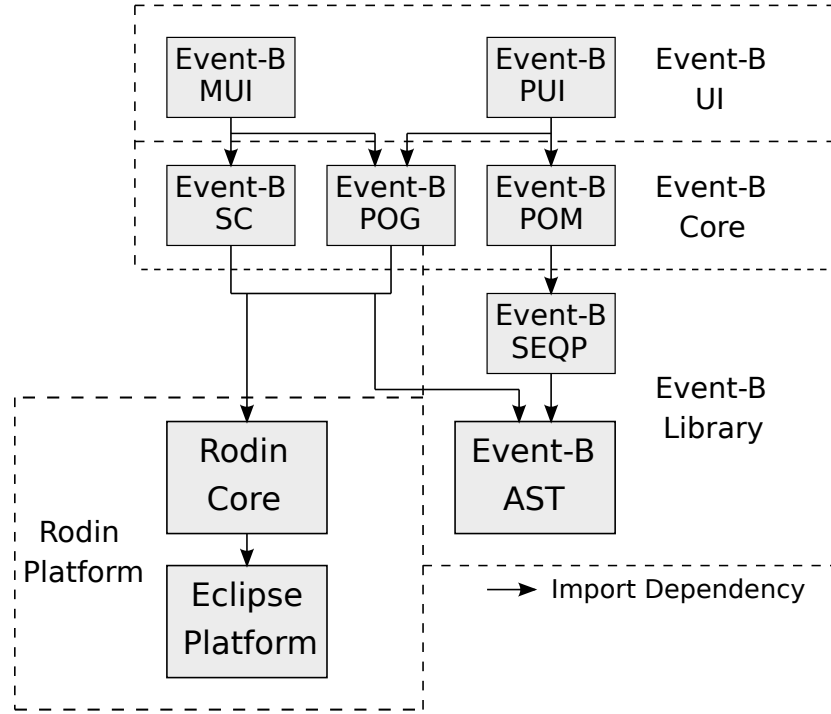 Event-B
MUI
Event-B
PUI
Event-B
UI
Event-B
SC
Event-B
POG
Event-B
POM
Event-B
Core
Event-B
SEQP
Event-B
Library
Rodin
Core
Event-B
AST
Rodin
Platform
Eclipse
Platform
Import Dependency